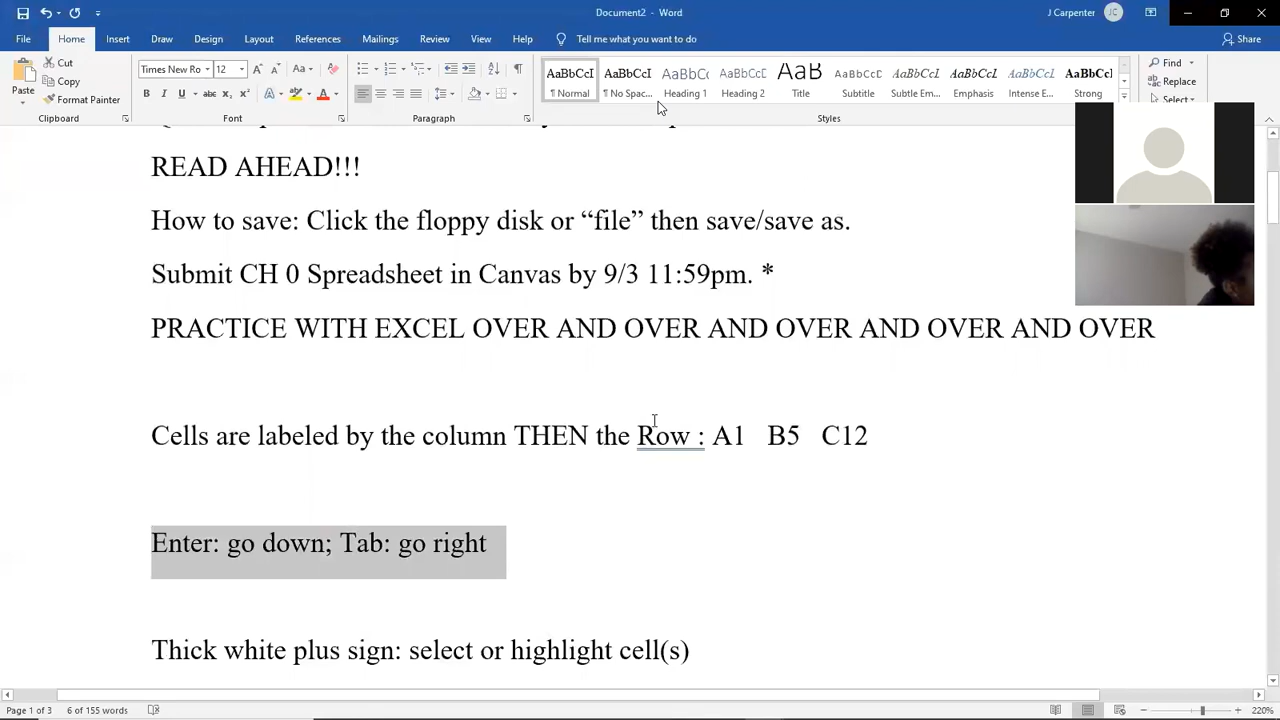 Document2 - Word
J Carpenter
JC
File Home Insert Draw Design Layout References Mailings Review View Help Tell me what you want to do
Share
Paste
Cut
Copy
Format Painter
Clipboard
Times New Ro 12
Font
Paragraph
AaBbCcI AaBbCcI AaBbCc AaBbCcI AaB AaBbCcI AaBbCcI AaBbCcI AaBbCcI AaBbCc
¶ Normal ¶ No Spac... Heading 1 Heading 2 Title Subtitle Subtle Em... Emphasis Intense E... Strong
Styles
Find
Replace
Select
READ AHEAD!!!
How to save: Click the floppy disk or “file” then save/save as.
Submit CH 0 Spreadsheet in Canvas by 9/3 11:59pm. *
PRACTICE WITH EXCEL OVER AND OVER AND OVER AND OVER AND OVER
Cells are labeled by the column THEN the Row : A1 B5 C12
Enter: go down; Tab: go right
Thick white plus sign: select or highlight cell(s)
Page 1 of 3 6 of 155 words
220%